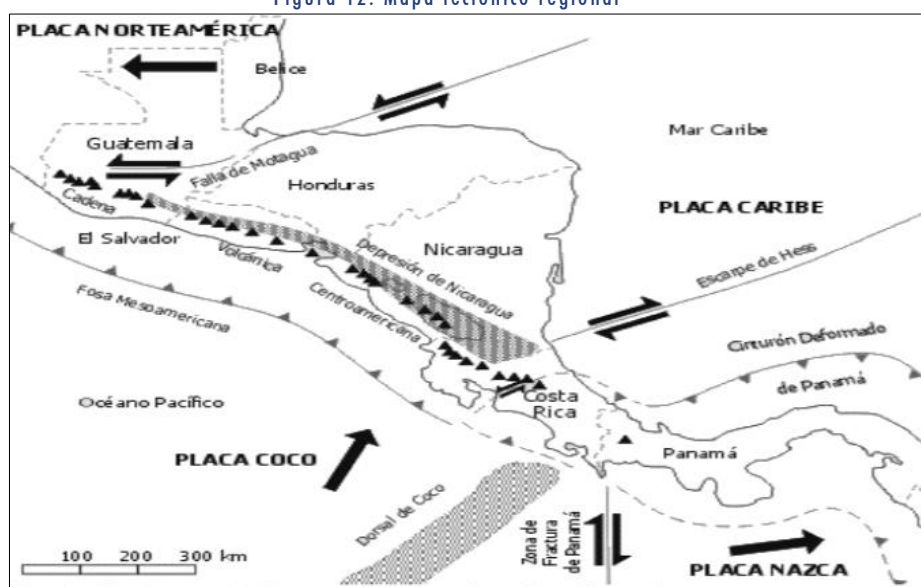 Figura 12. Mapa tectónico regional
PLACA NORTEAMÉRICA
Belice
Mar Caribe
Guatemala
Falla de Motagua
Honduras
PLACA CARIBE
Cadena
El Salvador
Volcánica
Nicaragua
Depresión de Nicaragua
Escarpe de Hess
Fosa Mesoamericana
Centroamericana
Cinturón Deformado
de Panamá
Océano Pacífico
Costa
Rica
PLACA COCO
Panamá
Dorsal de Coco
Zona de
Fractura
de Panamá
100 200 300 km
PLACA NAZCA